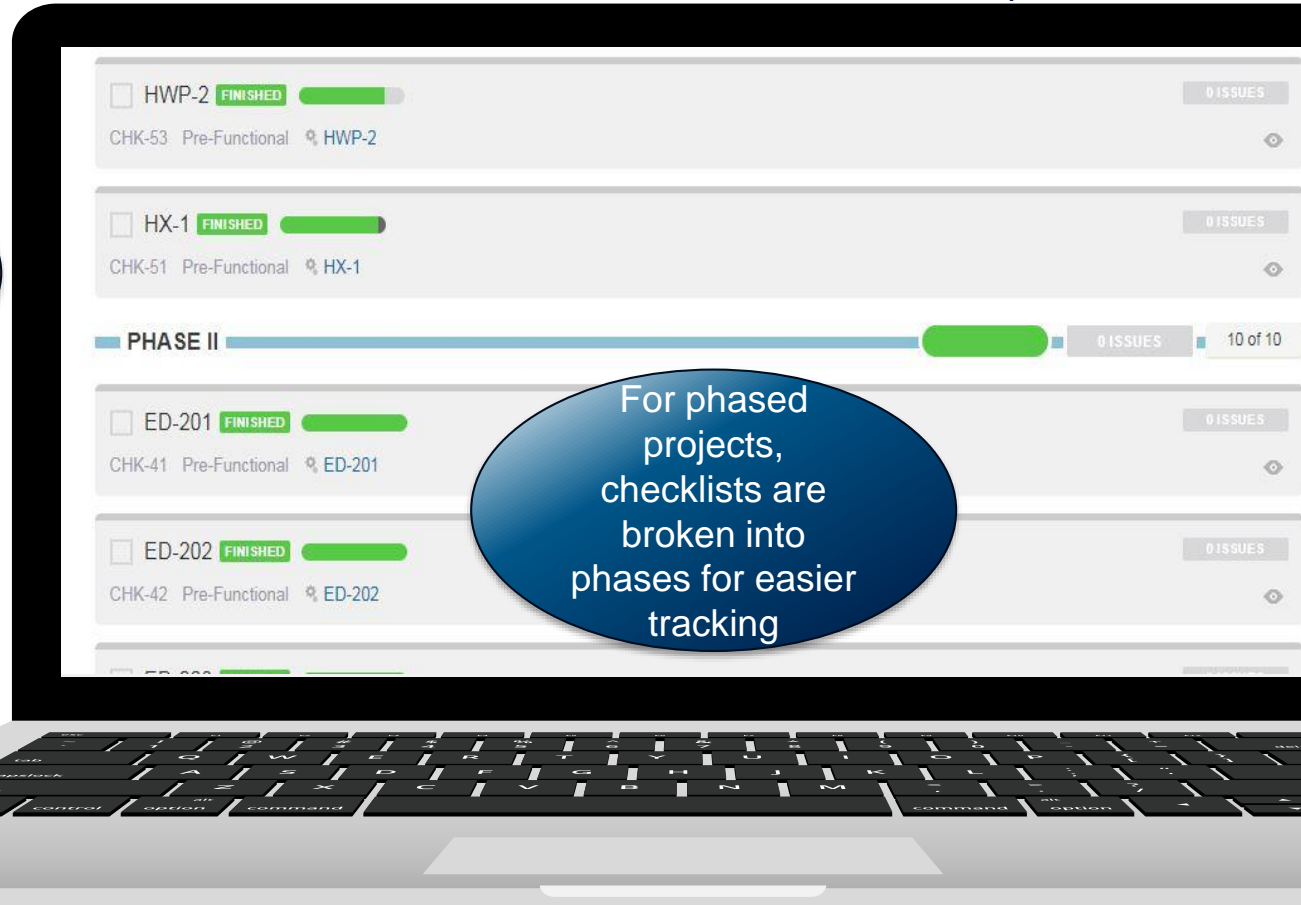 HWP-2 FINISHED 0 ISSUES
CHK-53 Pre-Functional HWP-2
HX-1 FINISHED 0 ISSUES
CHK-51 Pre-Functional HX-1
PHASE II 0 ISSUES 10 of 10
ED-201 FINISHED 0 ISSUES
CHK-41 Pre-Functional ED-201
ED-202 FINISHED 0 ISSUES
CHK-42 Pre-Functional ED-202
For phased
projects,
checklists are
broken into
phases for easier
tracking
tab Q W E R T Y U I O P
A S D F G H J K L
Z X C V B N M
control alt option command command alt option